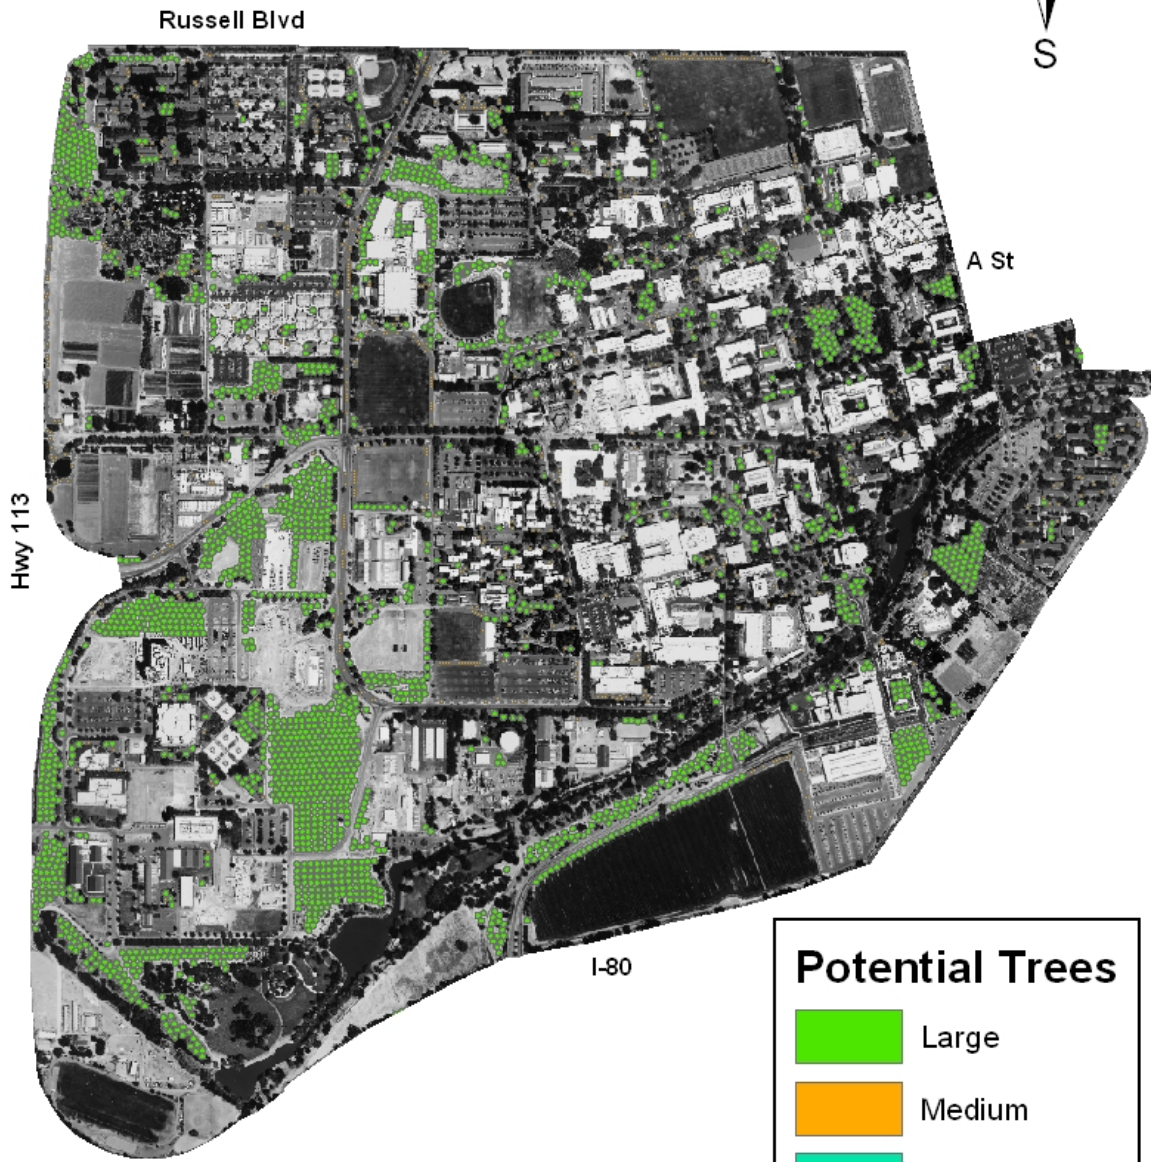 Russell Blvd
S
A St
Hwy 113
I-80
Potential Trees
Large
Medium